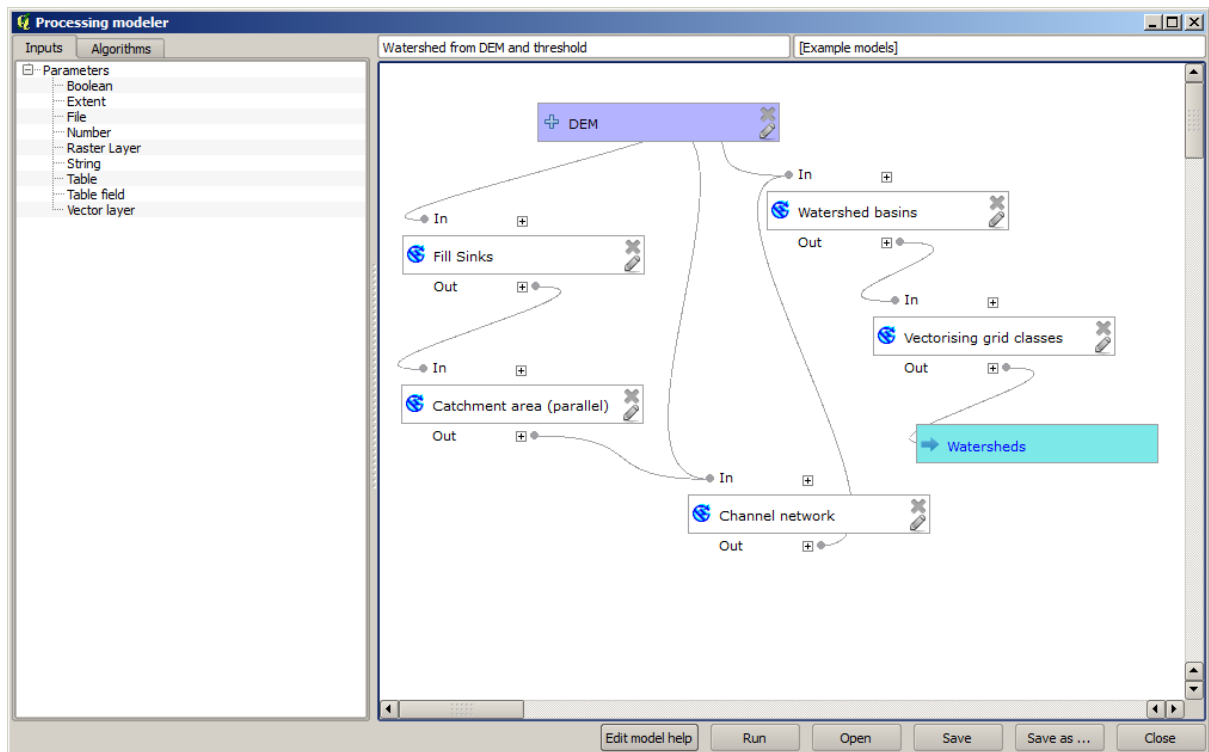 Processing modeler
Inputs
Algorithms
Parameters
Boolean
Extent
File
Number
Raster Layer
String
Table
Table field
Vector layer
Watershed from DEM and threshold
[Example models]
DEM
In
Watershed basins
Out
In
Fill Sinks
Out
In
Vectorising grid classes
Out
In
Catchment area (parallel)
Out
Watersheds
In
Channel network
Out
Edit model help
Run
Open
Save
Save as ...
Close